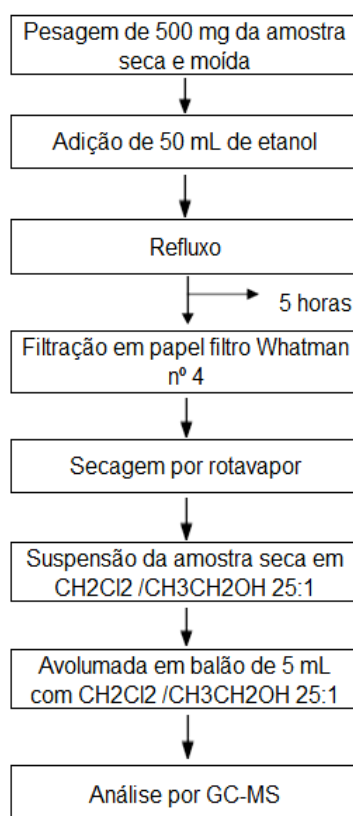 Pesagem de 500 mg da amostra
seca e moída
Adição de 50 mL de etanol
Refluxo
5 horas
Filtração em papel filtro Whatman
nº 4
Secagem por rotavapor
Suspensão da amostra seca em
CH2Cl2 /CH3CH2OH 25:1
Avolumada em balão de 5 mL
com CH2Cl2 /CH3CH2OH 25:1
Análise por GC-MS